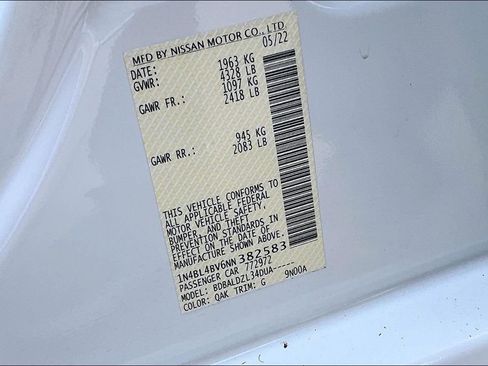 MFD BY NISSAN MOTOR CO., LTD.
DATE: 05/22
GVWR: 1963 KG
4328 LB
GAWR FR.: 1097 KG
2418 LB
GAWR RR.: 945 KG
2083 LB
THIS VEHICLE CONFORMS TO
ALL APPLICABLE FEDERAL
MOTOR VEHICLE SAFETY,
BUMPER, AND THEFT
PREVENTION STANDARDS IN
EFFECT ON THE DATE OF
MANUFACTURE SHOWN ABOVE.
1N4BL4BV6NN382583
PASSENGER CAR 772972
MODEL: BDBALDZL34DUA-----
COLOR: QAK TRIM: G 9N00A